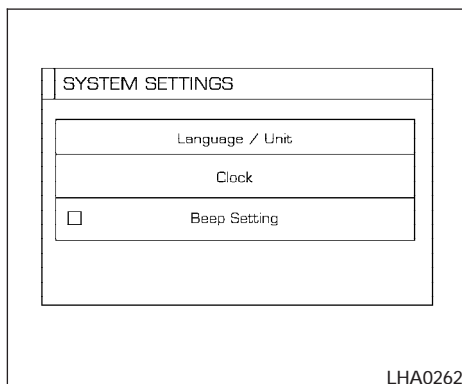 SYSTEM SETTINGS
Language / Unit
Clock
Beep Setting
LHA0262